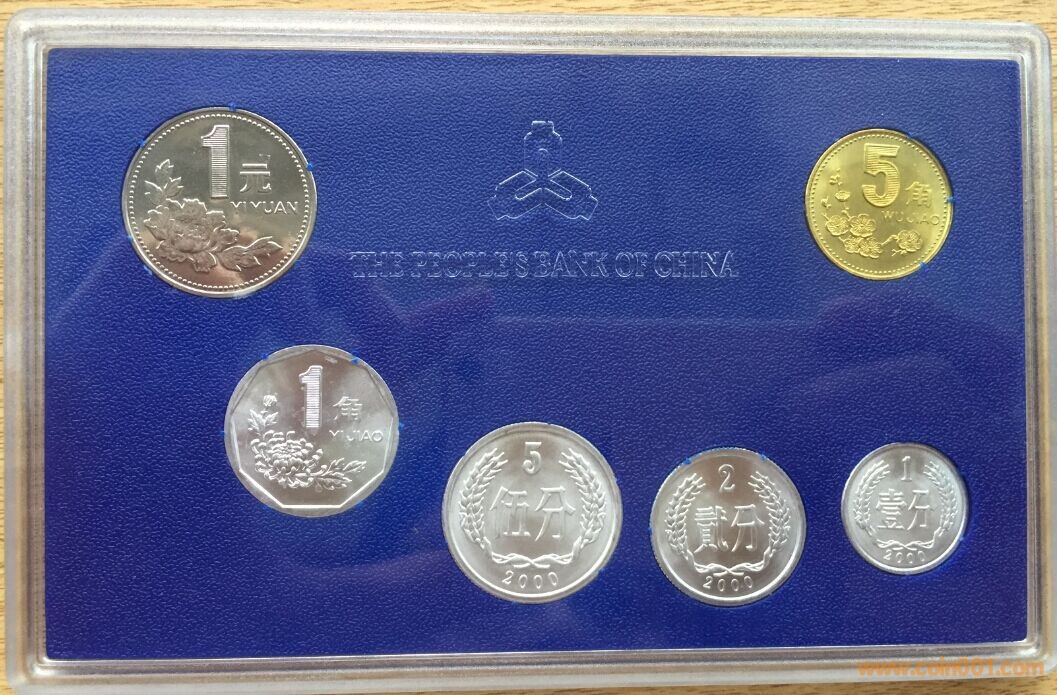 1
元
YI YUAN
5
角
WU JIAO
THE PEOPLE'S BANK OF CHINA
1
角
YI JIAO
5
伍分
2000
2
贰分
2000
1
壹分
2000
www.coin001.com